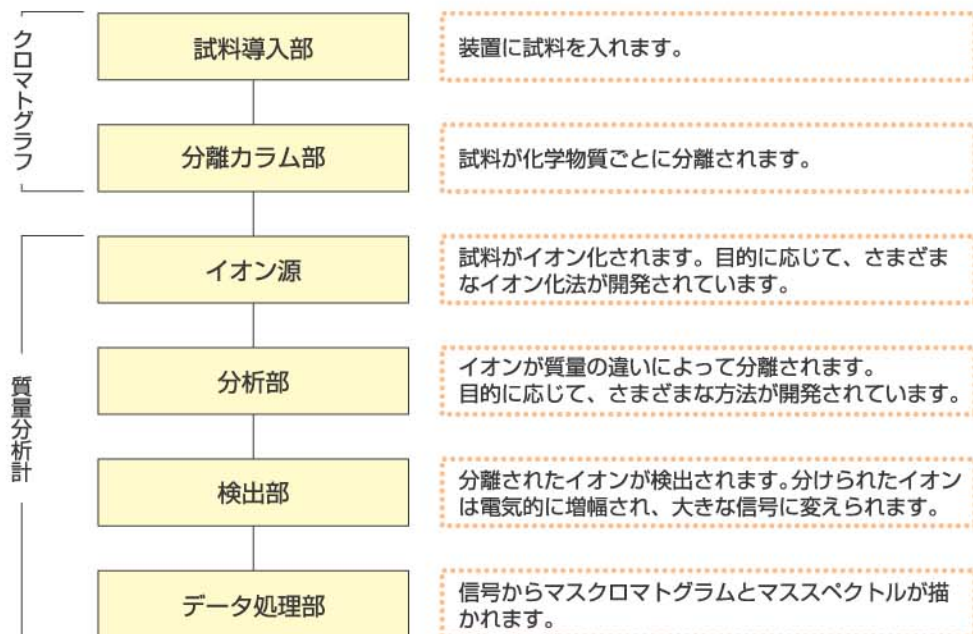 クロマトグラフ
試料導入部
装置に試料を入れます。
分離カラム部
試料が化学物質ごとに分離されます。
質量分析計
イオン源
試料がイオン化されます。目的に応じて、さまざま
なイオン化法が開発されています。
分析部
イオンが質量の違いによって分離されます。
目的に応じて、さまざまな方法が開発されています。
検出部
分離されたイオンが検出されます。分けられたイオン
は電気的に増幅され、大きな信号に変えられます。
データ処理部
信号からマスクロマトグラムとマススペクトルが描
かれます。